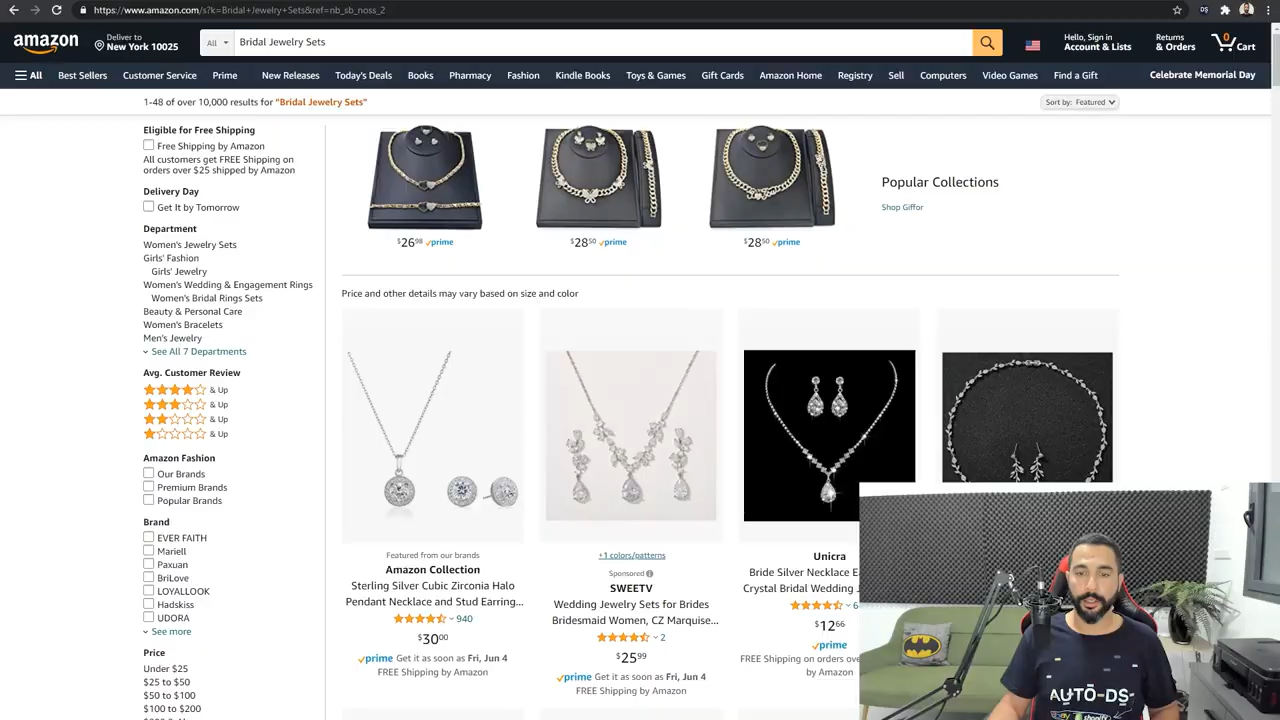 https://www.amazon.com/s?k=Bridal+Jewelry+Sets&ref=nb_sb_noss_2
amazon
Deliver to
New York 10025
All
Bridal Jewelry Sets
Hello, Sign in
Account & Lists
Returns
& Orders
0
Cart
All
Best Sellers
Customer Service
Prime
New Releases
Today's Deals
Books
Pharmacy
Fashion
Kindle Books
Toys & Games
Gift Cards
Amazon Home
Registry
Sell
Computers
Video Games
Find a Gift
Celebrate Memorial Day
1-48 of over 10,000 results for "Bridal Jewelry Sets"
Sort by: Featured
Eligible for Free Shipping
Free Shipping by Amazon
All customers get FREE Shipping on
orders over $25 shipped by Amazon
Delivery Day
Get It by Tomorrow
Department
Women's Jewelry Sets
Girls' Fashion
Girls' Jewelry
Women's Wedding & Engagement Rings
Women's Bridal Rings Sets
Beauty & Personal Care
Women's Bracelets
Men's Jewelry
See All 7 Departments
Avg. Customer Review
& Up
& Up
& Up
& Up
Amazon Fashion
Our Brands
Premium Brands
Popular Brands
Brand
EVER FAITH
Mariell
Paxuan
BriLove
LOYALLOOK
Hadskiss
UDORA
See more
Price
Under $25
$25 to $50
$50 to $100
$100 to $200
$26.98 prime
$28.50 prime
$28.50 prime
Popular Collections
Shop Giffor
Price and other details may vary based on size and color
Featured from our brands
Amazon Collection
Sterling Silver Cubic Zirconia Halo
Pendant Necklace and Stud Earring...
940
$30.00
prime Get it as soon as Fri, Jun 4
FREE Shipping by Amazon
+1 colors/patterns
Sponsored
SWEETV
Wedding Jewelry Sets for Brides
Bridesmaid Women, CZ Marquise...
2
$25.99
prime Get it as soon as Fri, Jun 4
FREE Shipping by Amazon
Unicra
Bride Silver Necklace
Crystal Bridal Wedding
6
$12.66
prime
FREE Shipping on orders
by Amazon
AUTO-DS
ebay
shopify